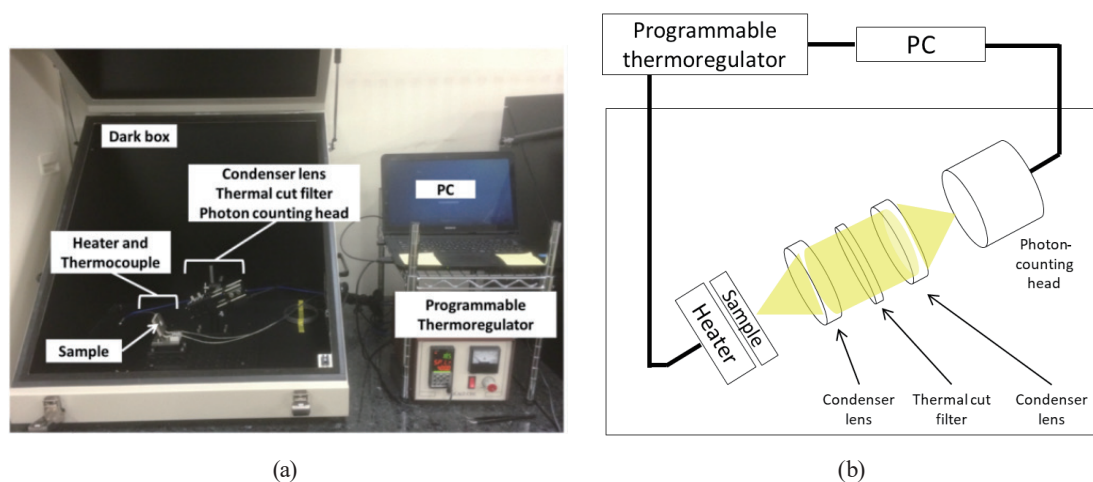 Dark box
Condenser lens
Thermal cut filter
Photon counting head
Heater and
Thermocouple
Sample
PC
Programmable
Thermoregulator
(a)
Programmable
thermoregulator
PC
Photon-
counting
head
Sample
Heater
Condenser
lens
Thermal cut
filter
Condenser
lens
(b)